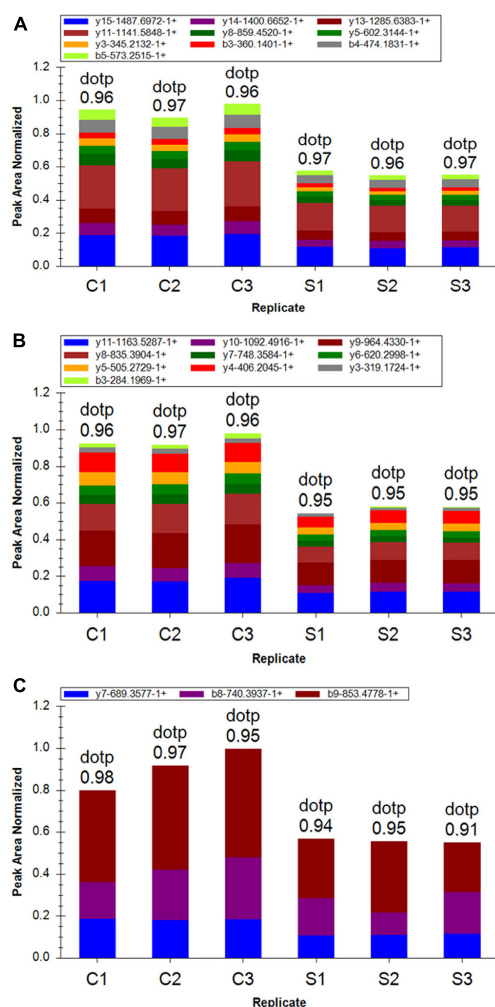 A
y15-1487.6972-1+ y14-1400.6652-1+ y13-1285.6383-1+
y11-1141.5848-1+ y8-859.4520-1+ y5-602.3144-1+
y3-345.2132-1+ b3-360.1401-1+ b4-474.1831-1+
b5-573.2515-1+
Peak Area Normalized
1.2
1.0
0.8
0.6
0.4
0.2
0.0
dotp 0.96
dotp 0.97
dotp 0.96
dotp 0.97
dotp 0.96
dotp 0.97
C1 C2 C3 S1 S2 S3
Replicate
B
y11-1163.5287-1+ y10-1092.4916-1+ y9-964.4330-1+
y8-835.3904-1+ y7-748.3584-1+ y6-620.2998-1+
y5-505.2729-1+ y4-406.2045-1+ y3-319.1724-1+
b3-284.1969-1+
Peak Area Normalized
1.2
1.0
0.8
0.6
0.4
0.2
0.0
dotp 0.96
dotp 0.97
dotp 0.96
dotp 0.95
dotp 0.95
dotp 0.95
C1 C2 C3 S1 S2 S3
Replicate
C
y7-689.3577-1+ b8-740.3937-1+ b9-853.4778-1+
Peak Area Normalized
1.2
1.0
0.8
0.6
0.4
0.2
0.0
dotp 0.98
dotp 0.97
dotp 0.95
dotp 0.94
dotp 0.95
dotp 0.91
C1 C2 C3 S1 S2 S3
Replicate